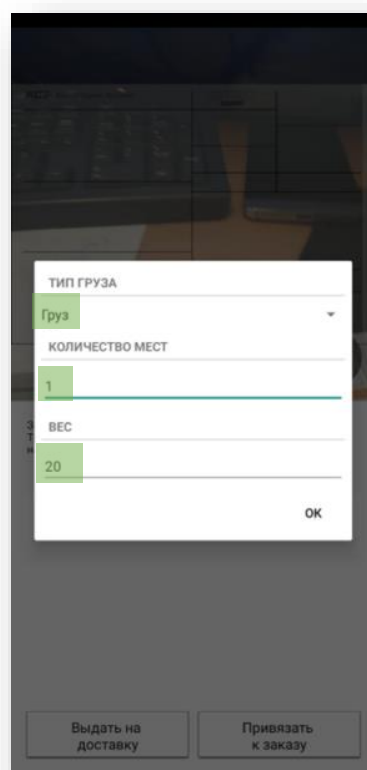 ТИП ГРУЗА
Груз
КОЛИЧЕСТВО МЕСТ
1
ВЕС
20
ОК
Выдать на
доставку
Привязать
к заказу